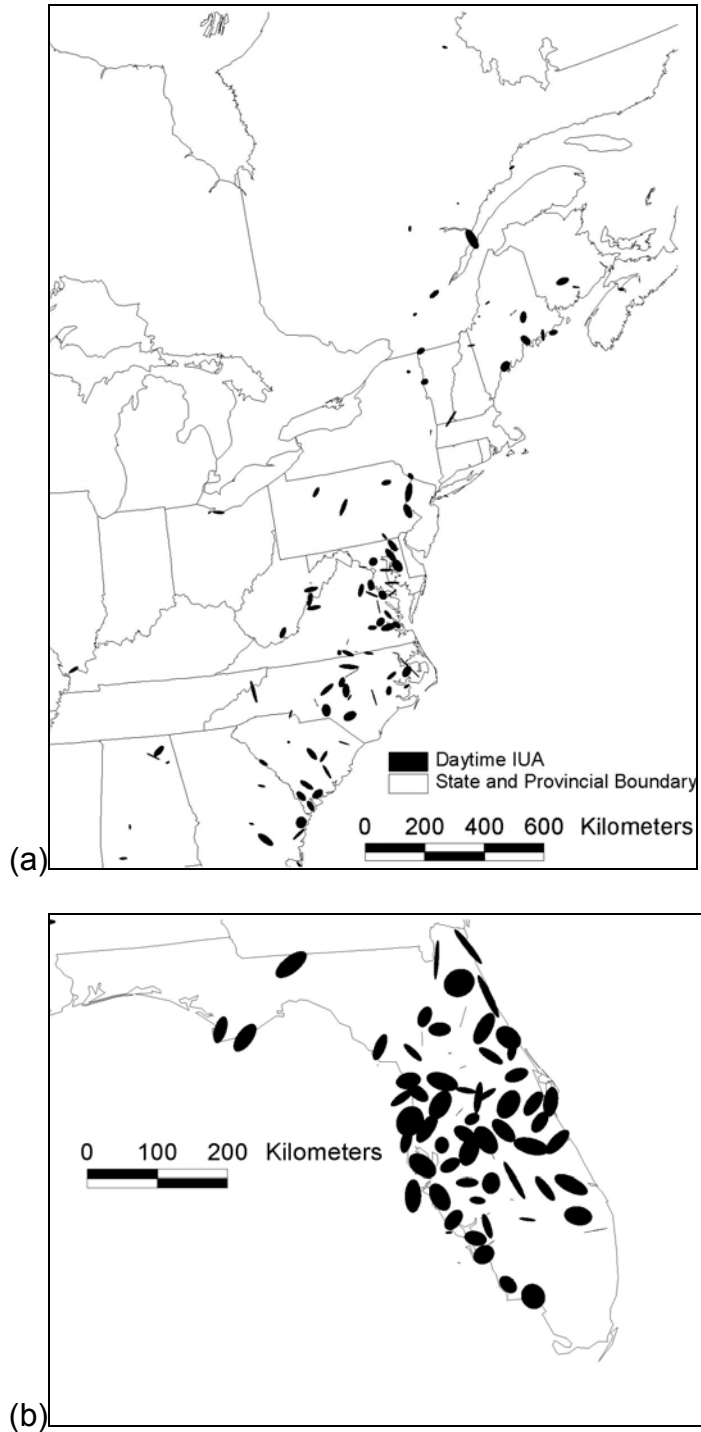 Daytime IUA
State and Provincial Boundary
0 200 400 600 Kilometers
(a)
0 100 200 Kilometers
(b)